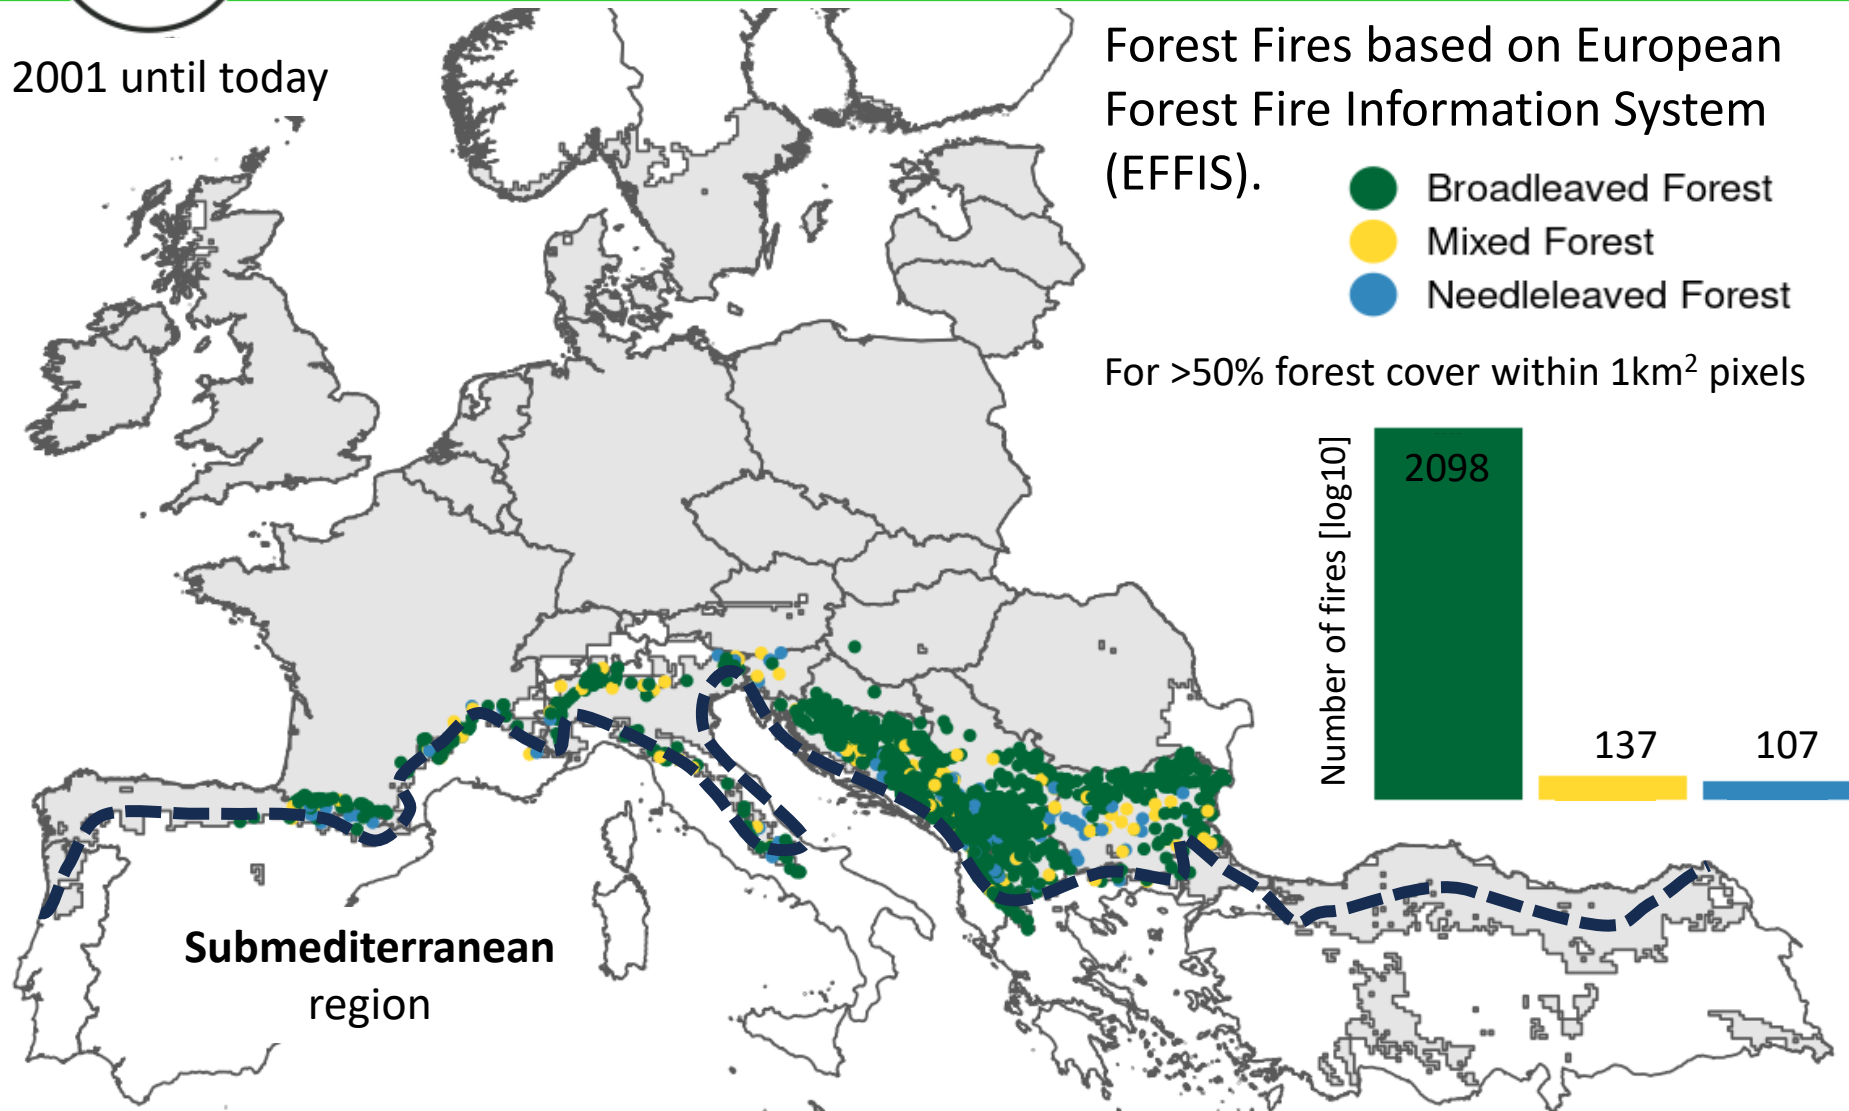 2001 until today
Forest Fires based on European
Forest Fire Information System
(EFFIS).
Broadleaved Forest
Mixed Forest
Needleleaved Forest
For >50% forest cover within 1km² pixels
Number of fires [log10]
2098
137
107
Submediterranean
region